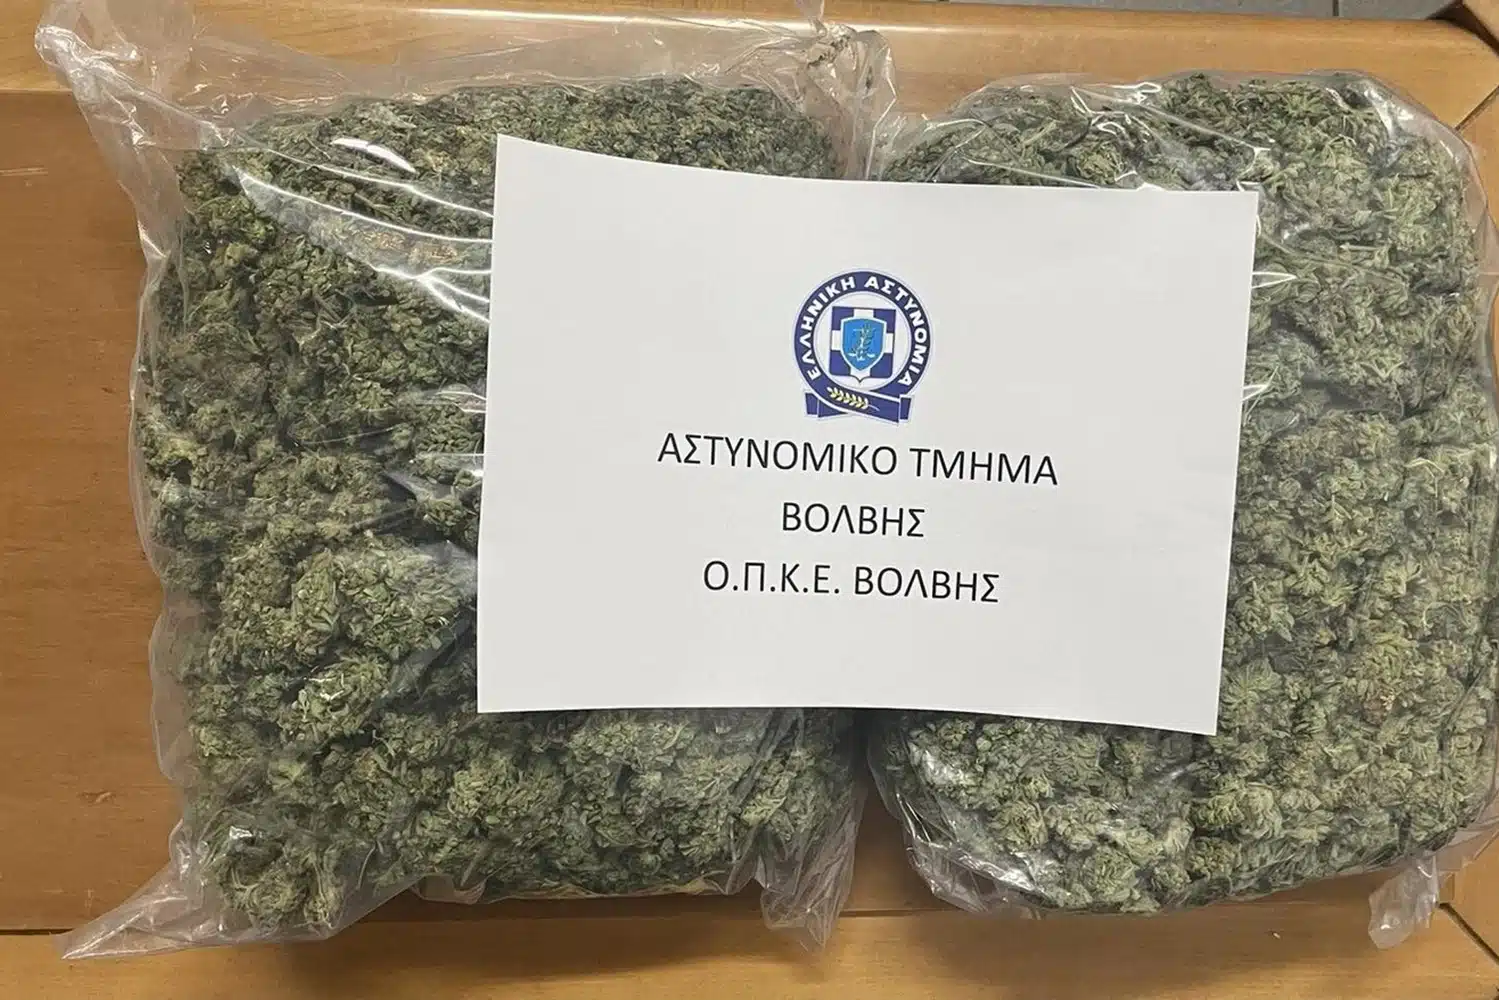 ΕΛΛΗΝΙΚΗ ΑΣΤΥΝΟΜΙΑ
ΑΣΤΥΝΟΜΙΚΟ ΤΜΗΜΑ
ΒΟΛΒΗΣ
Ο.Π.Κ.Ε. ΒΟΛΒΗΣ